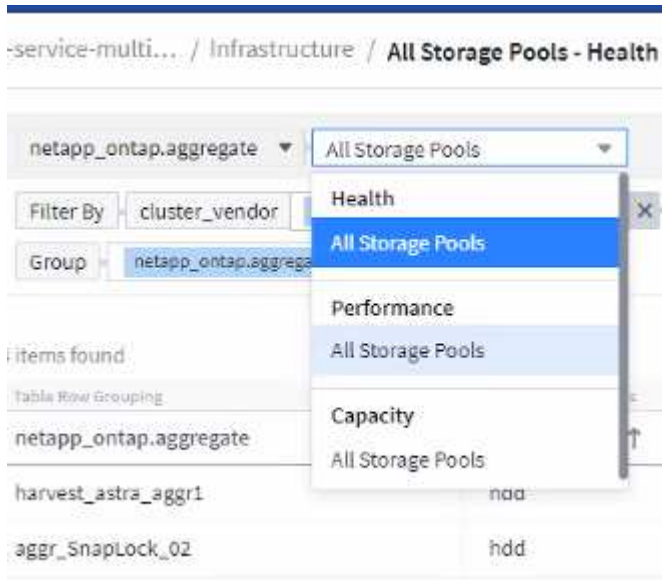 -service-multi... / Infrastructure / All Storage Pools - Health
netapp_ontap.aggregate All Storage Pools
Filter By cluster_vendor
Health
All Storage Pools
Group netapp_ontap.aggrega
Performance
All Storage Pools
items found
Table Row Grouping
Capacity
netapp_ontap.aggregate
All Storage Pools
harvest_astra_aggr1 hdd
aggr_SnapLock_02 hdd